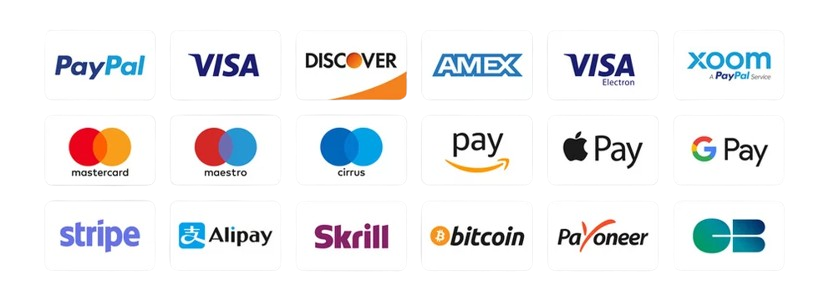 PayPal
VISA
DISCOVER
AMEX
VISA
Electron
xoom
A PayPal Service
mastercard
maestro
cirrus
pay
Pay
G Pay
stripe
支 Alipay
Skrill
bitcoin
Payoneer
CB